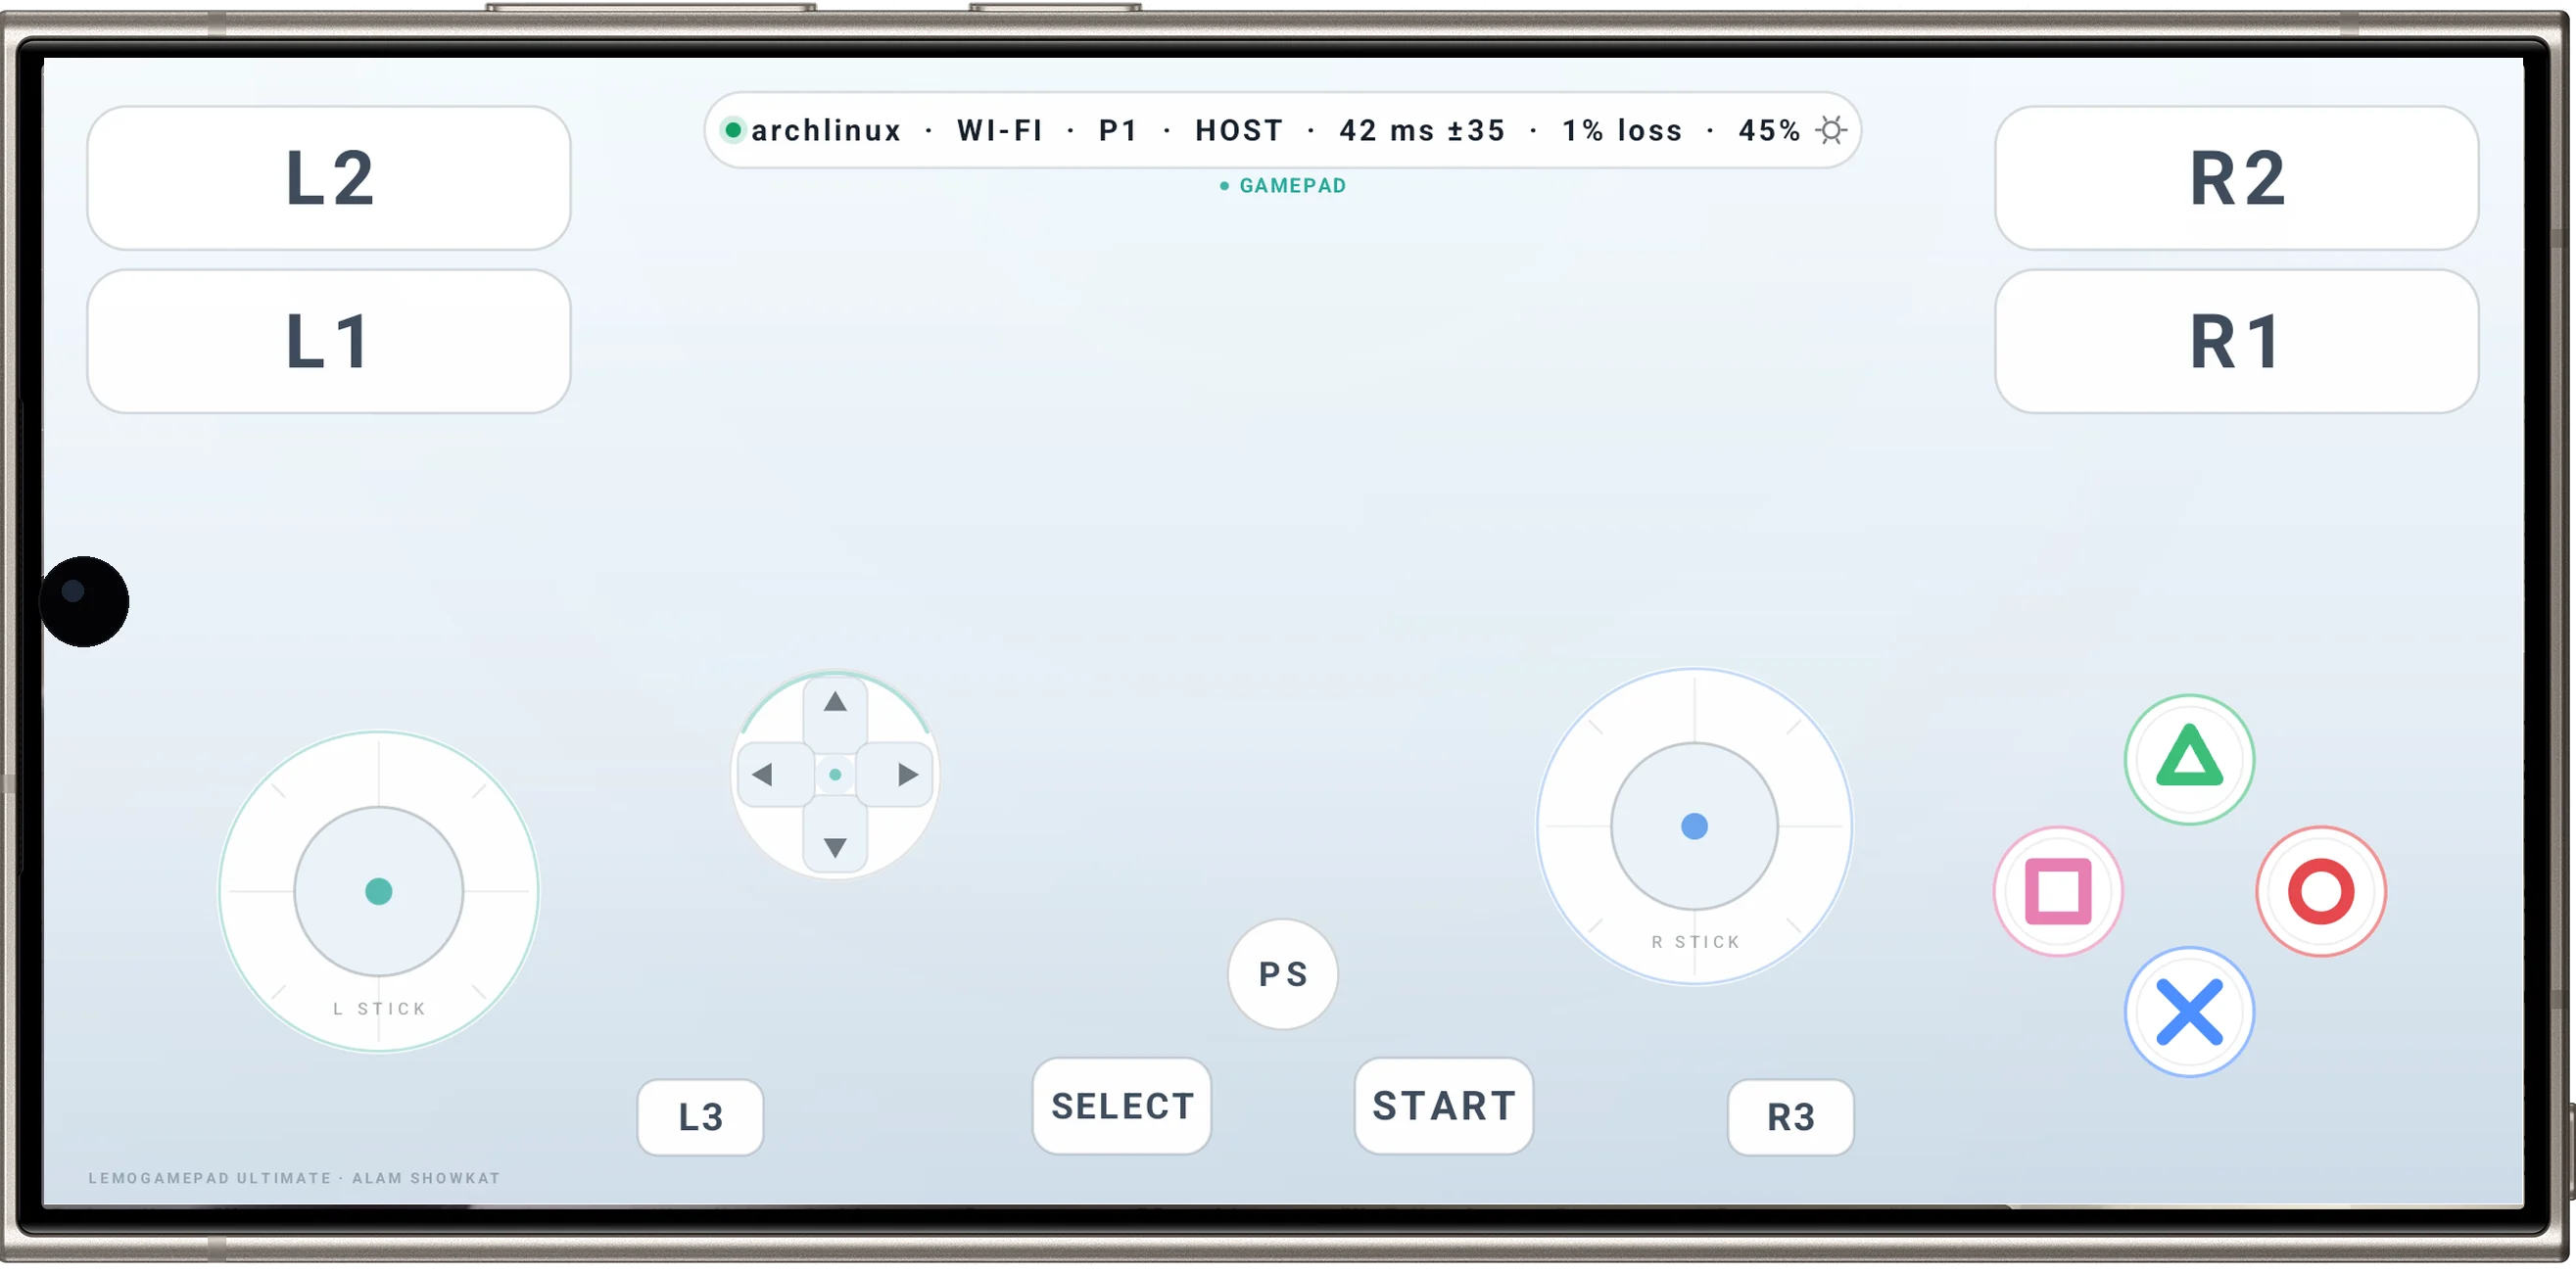 archlinux · WI-FI · P1 · HOST · 42 ms ±35 · 1% loss · 45%
GAMEPAD
L2
R2
L1
R1
L STICK
R STICK
PS
SELECT
START
L3
R3
LEMOGAMEPAD ULTIMATE · ALAM SHOWKAT